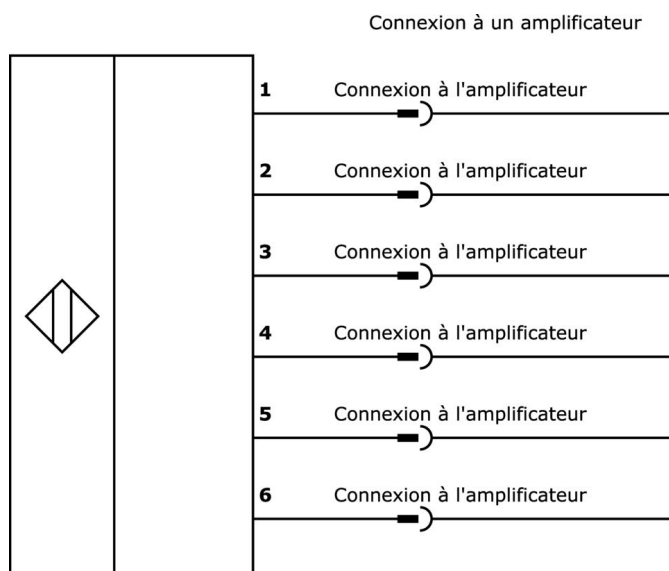 Connexion à un amplificateur
1 Connexion à l'amplificateur
2 Connexion à l'amplificateur
3 Connexion à l'amplificateur
4 Connexion à l'amplificateur
5 Connexion à l'amplificateur
6 Connexion à l'amplificateur